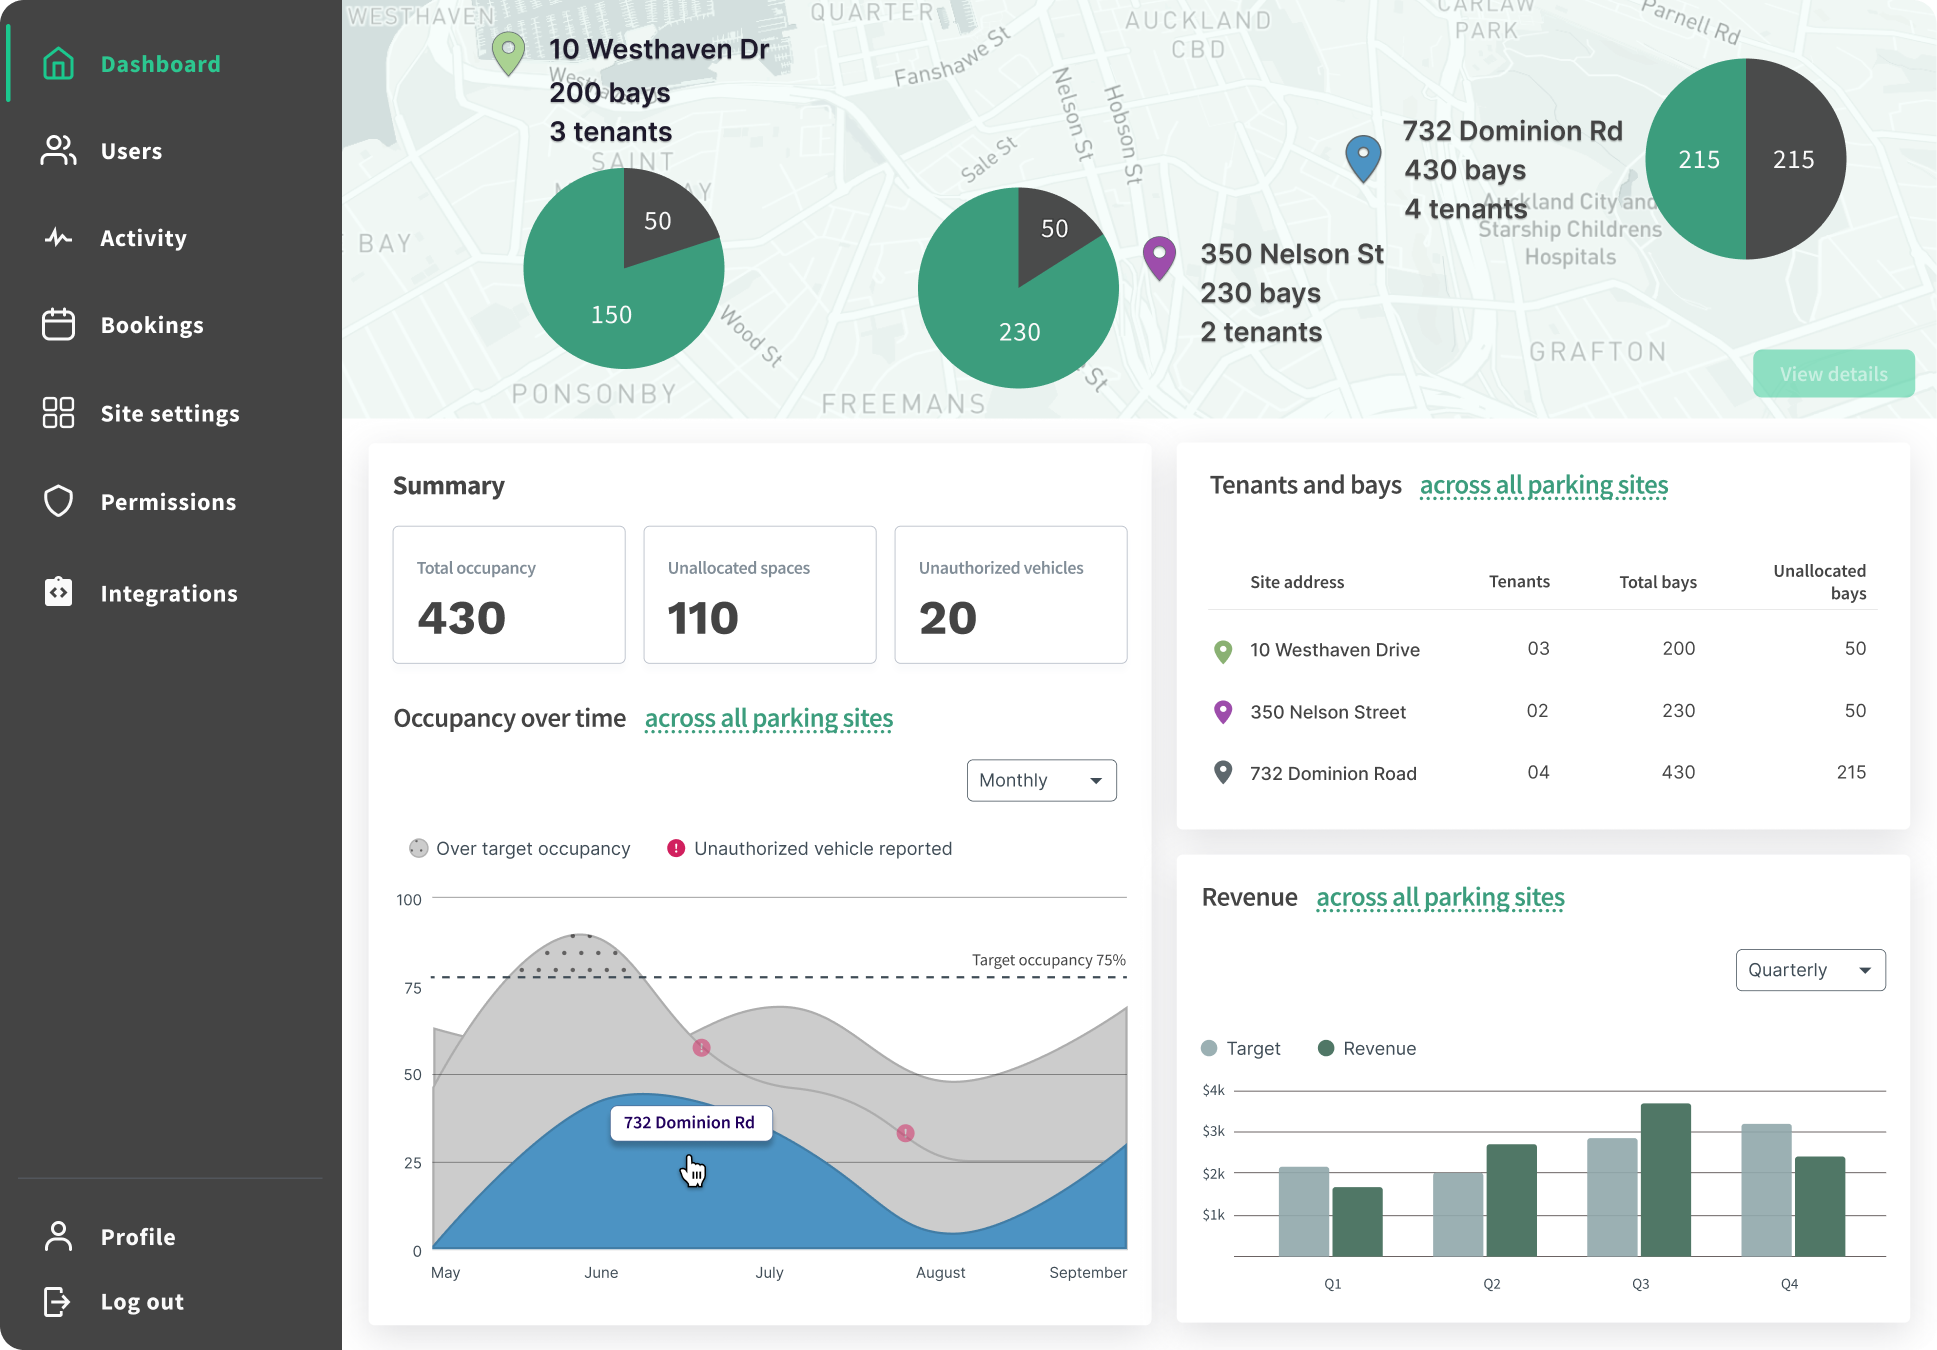 Dashboard
Users
Activity
Bookings
Site settings
Permissions
Integrations
Profile
Log out
WESTHAVEN
QUARTER
AUCKLAND
CBD
CARLAW
PARK
Parnell Rd
Fanshawe St
Nelson St
Hobson St
Sale St
10 Westhaven Dr
200 bays
3 tenants
SAINT
50
150
E BAY
Wood St
PONSONBY
FREEMANS
50
230
St
350 Nelson St
230 bays
2 tenants
732 Dominion Rd
430 bays
4 tenants
Auckland City and
Starship Childrens
Hospitals
215
215
GRAFTON
View details
Summary
Total occupancy
430
Unallocated spaces
110
Unauthorized vehicles
20
Occupancy over time across all parking sites
Monthly
Over target occupancy
! Unauthorized vehicle reported
100
Target occupancy 75%
75
!
50
732 Dominion Rd
!
25
0
May June July August September
Tenants and bays across all parking sites
Site address Tenants Total bays Unallocated
bays
10 Westhaven Drive 03 200 50
350 Nelson Street 02 230 50
732 Dominion Road 04 430 215
Revenue across all parking sites
Quarterly
Target Revenue
$4k
$3k
$2k
$1k
Q1 Q2 Q3 Q4